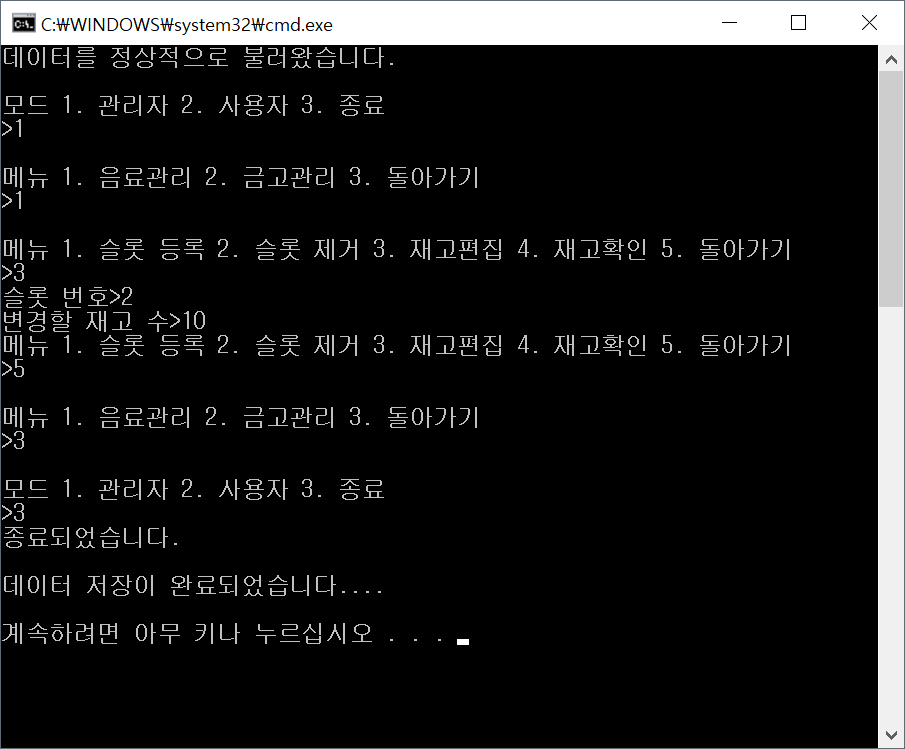 C:₩WINDOWS₩system32₩cmd.exe
데이터를 정상적으로 불러왔습니다.
모드 1. 관리자 2. 사용자 3. 종료
>1
메뉴 1. 음료관리 2. 금고관리 3. 돌아가기
>1
메뉴 1. 슬롯 등록 2. 슬롯 제거 3. 재고편집 4. 재고확인 5. 돌아가기
>3
슬롯 번호>2
변경할 재고 수>10
메뉴 1. 슬롯 등록 2. 슬롯 제거 3. 재고편집 4. 재고확인 5. 돌아가기
>5
메뉴 1. 음료관리 2. 금고관리 3. 돌아가기
>3
모드 1. 관리자 2. 사용자 3. 종료
>3
종료되었습니다.
데이터 저장이 완료되었습니다....
계속하려면 아무 키나 누르십시오 . . .